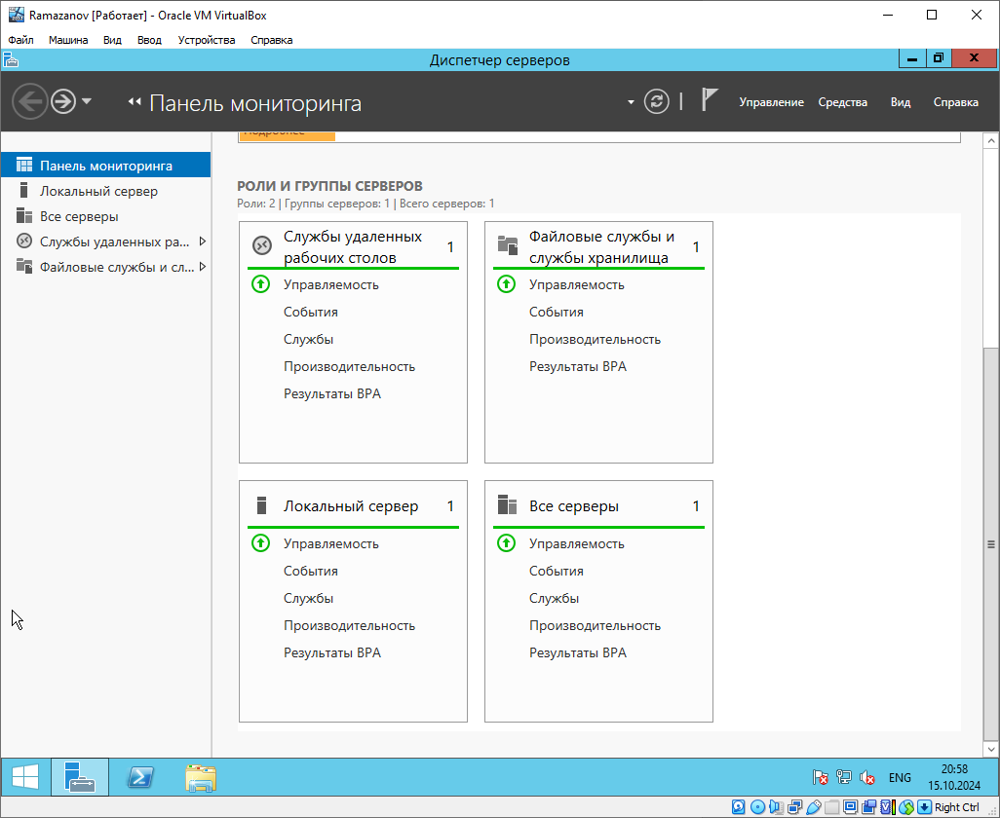 Ramazanov [Работает] - Oracle VM VirtualBox
Файл Машина Вид Ввод Устройства Справка
Диспетчер серверов
Панель мониторинга
Управление Средства Вид Справка
Панель мониторинга
Локальный сервер
Все серверы
Службы удаленных ра...
Файловые службы и сл...
Подробнее
РОЛИ И ГРУППЫ СЕРВЕРОВ
Роли: 2 | Группы серверов: 1 | Всего серверов: 1
Службы удаленных
рабочих столов
1
Управляемость
События
Службы
Производительность
Результаты BPA
Файловые службы и
службы хранилища
1
Управляемость
События
Производительность
Результаты BPA
Локальный сервер 1
Управляемость
События
Службы
Производительность
Результаты BPA
Все серверы 1
Управляемость
События
Службы
Производительность
Результаты BPA
ENG
20:58
15.10.2024
Right Ctrl